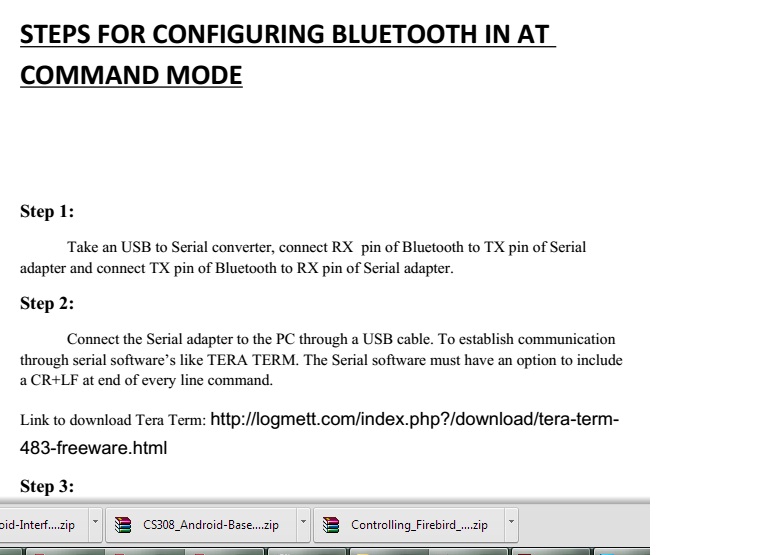 STEPS FOR CONFIGURING BLUETOOTH IN AT
COMMAND MODE
Step 1:
Take an USB to Serial converter, connect RX pin of Bluetooth to TX pin of Serial
adapter and connect TX pin of Bluetooth to RX pin of Serial adapter.
Step 2:
Connect the Serial adapter to the PC through a USB cable. To establish communication
through serial software's like TERA TERM. The Serial software must have an option to include
a CR+LF at end of every line command.
Link to download Tera Term: http://logmett.com/index.php?/download/tera-term-
483-freeware.html
Step 3:
oid-Interf....zip CS308_Android-Base....zip Controlling_Firebird_....zip